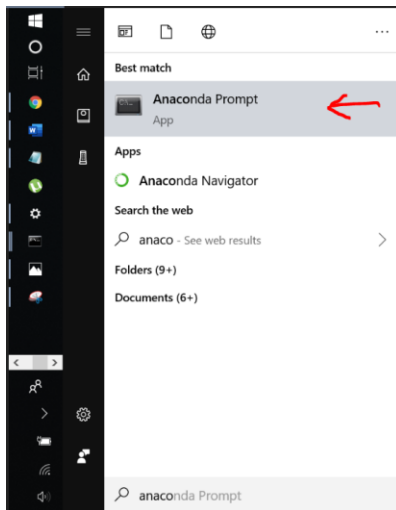 Best match
Anaconda Prompt
App
Apps
Anaconda Navigator
Search the web
anaco - See web results
Folders (9+)
Documents (6+)
anaconda Prompt